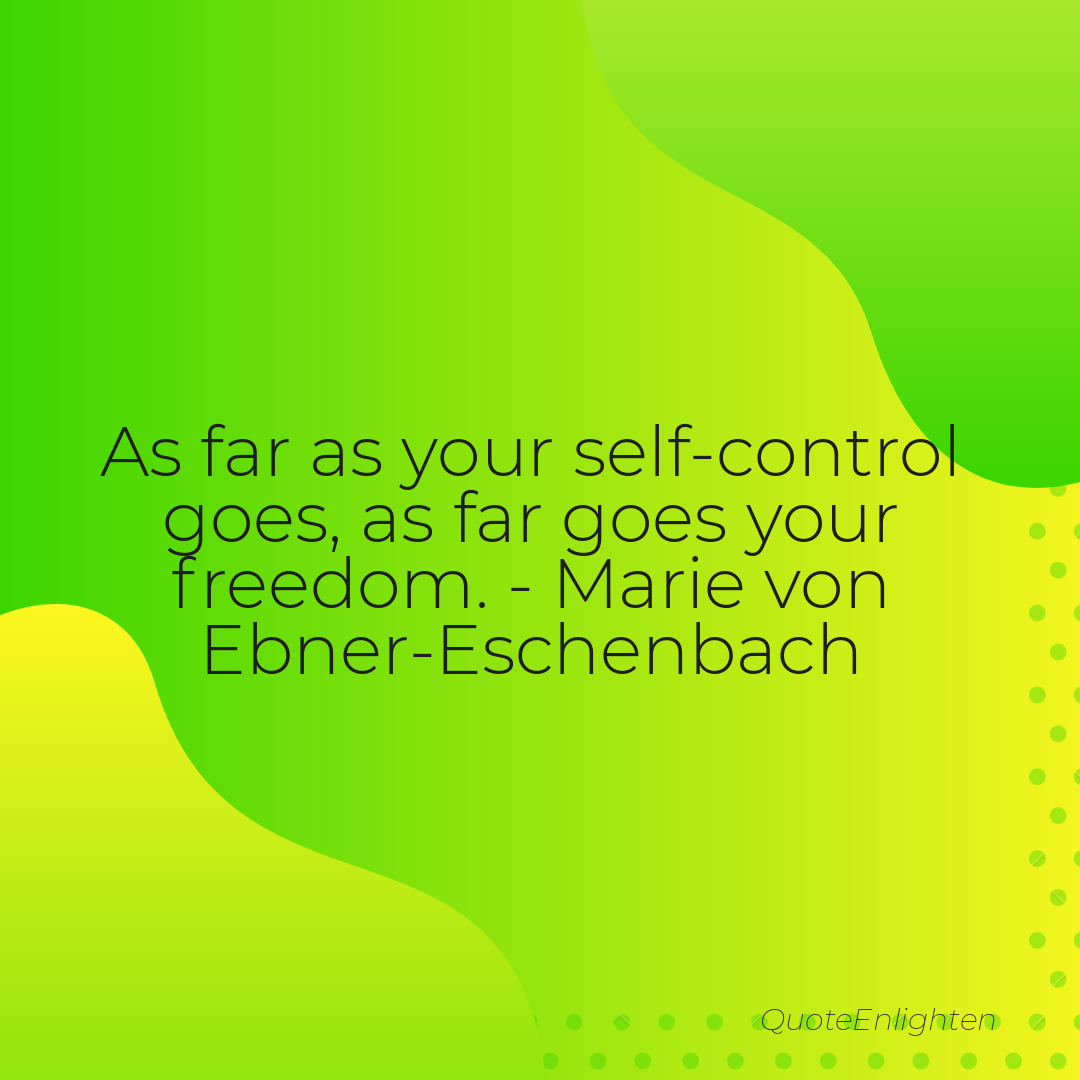 As far as your self-control
goes, as far goes your
freedom. - Marie von
Ebner-Eschenbach
QuoteEnlighten